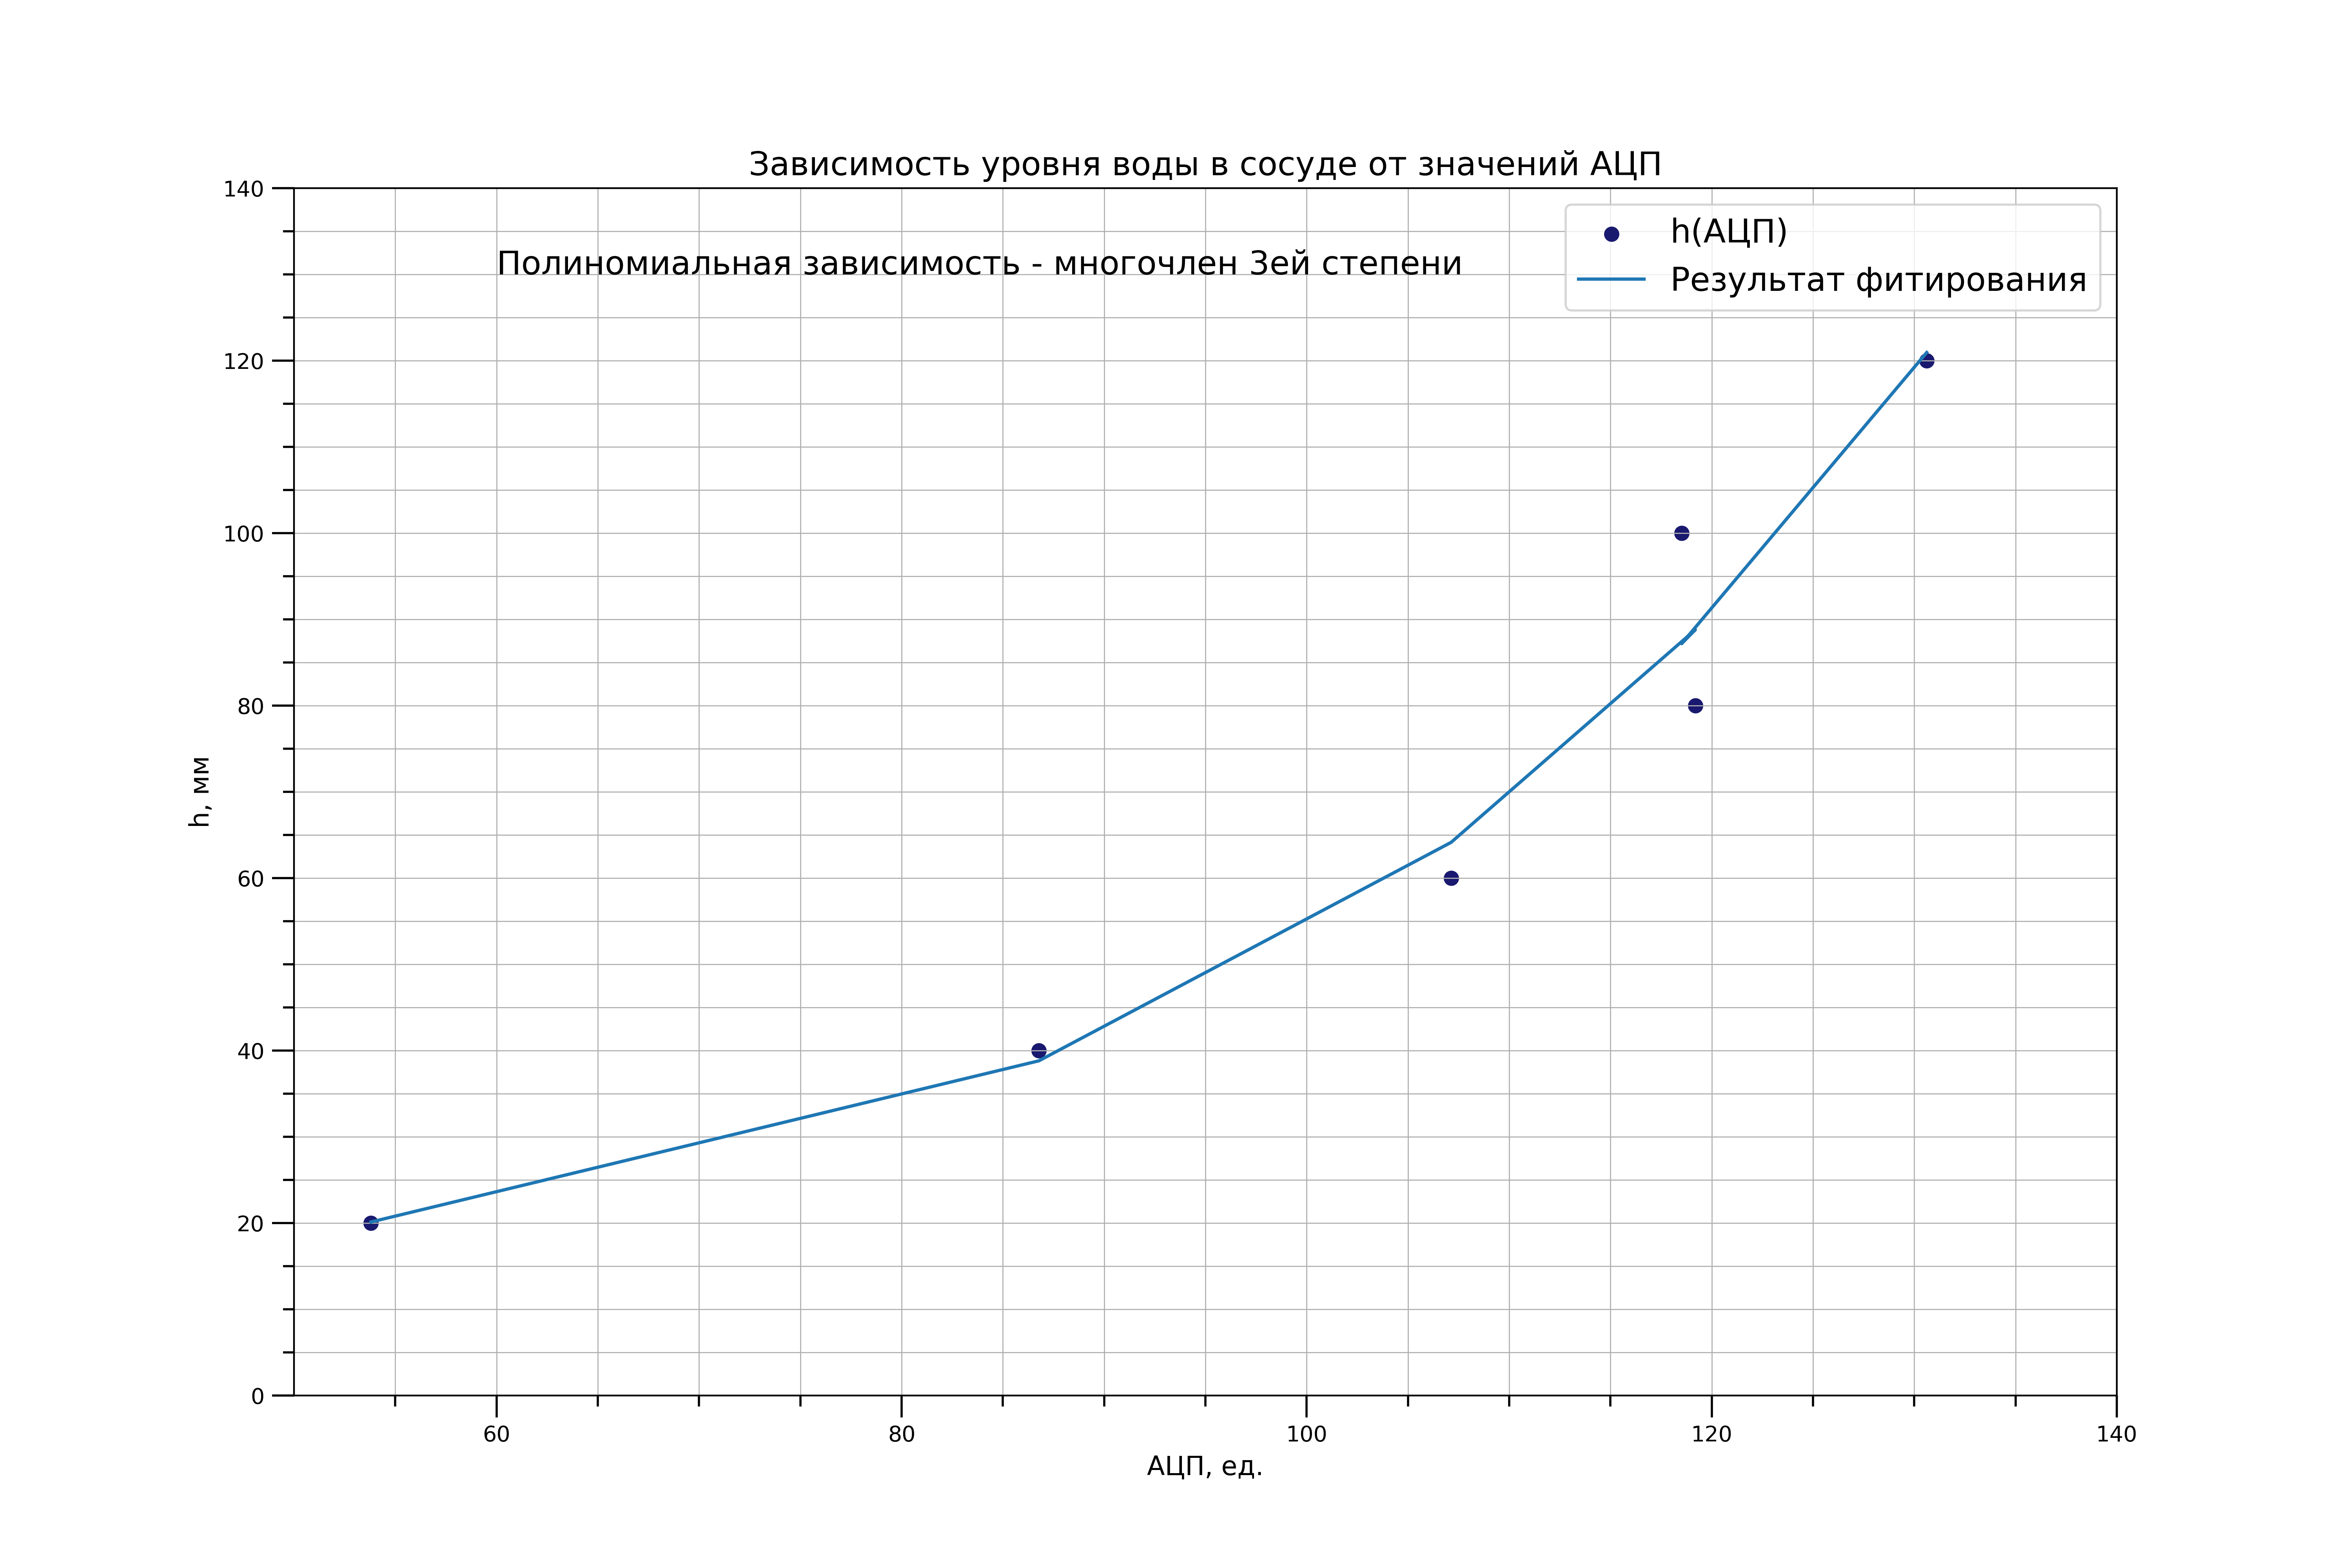 Зависимость уровня воды в сосуде от значений АЦП
140
h(АЦП)
Полиномиальная зависимость - многочлен 3ей степени
Результат фитирования
120
100
80
h, мм
60
40
20
0
60 80 100 120 140
АЦП, ед.